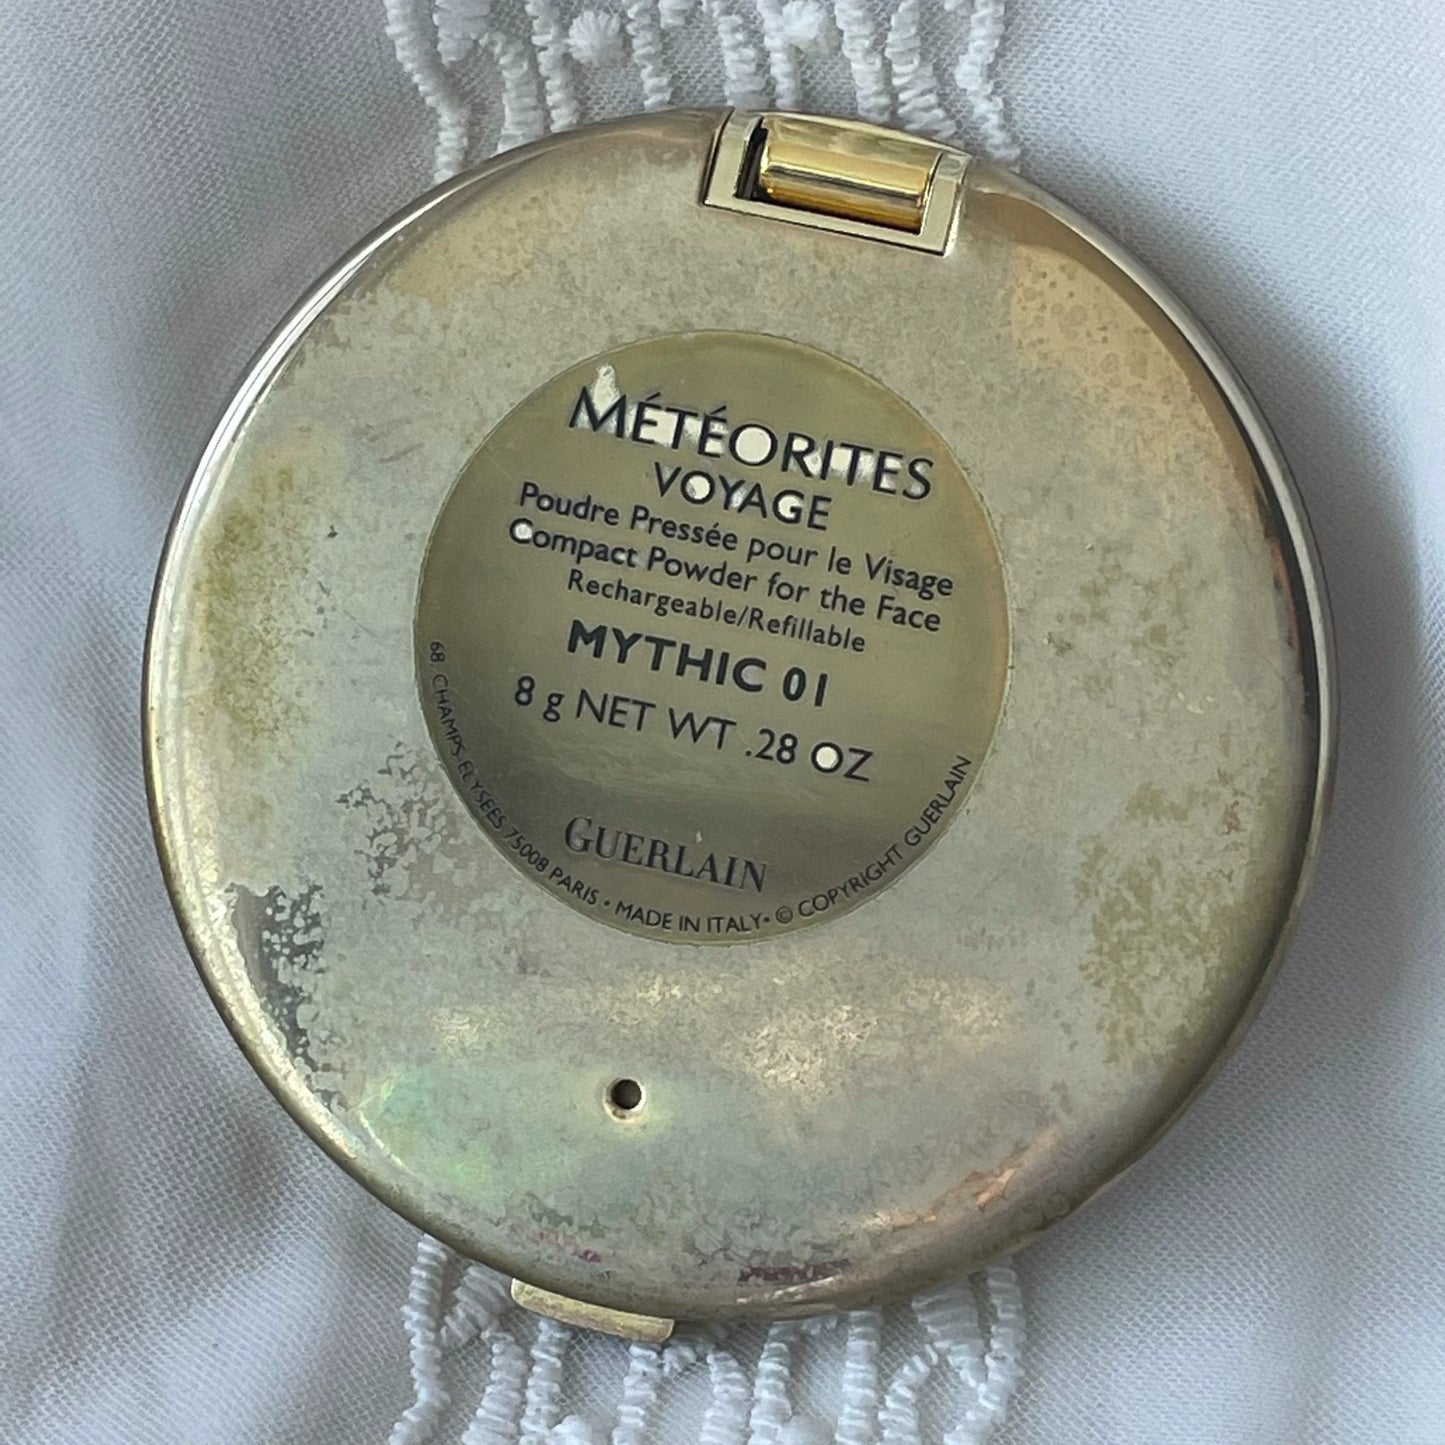 MÉTÉORITES
VOYAGE
Poudre Pressée pour le Visage
Compact Powder for the Face
Rechargeable/Refillable
MYTHIC 01
8 g NET WT .28 OZ
GUERLAIN
68, CHAMPS-ELYSEES 75008 PARIS • MADE IN ITALY • © COPYRIGHT GUERLAIN